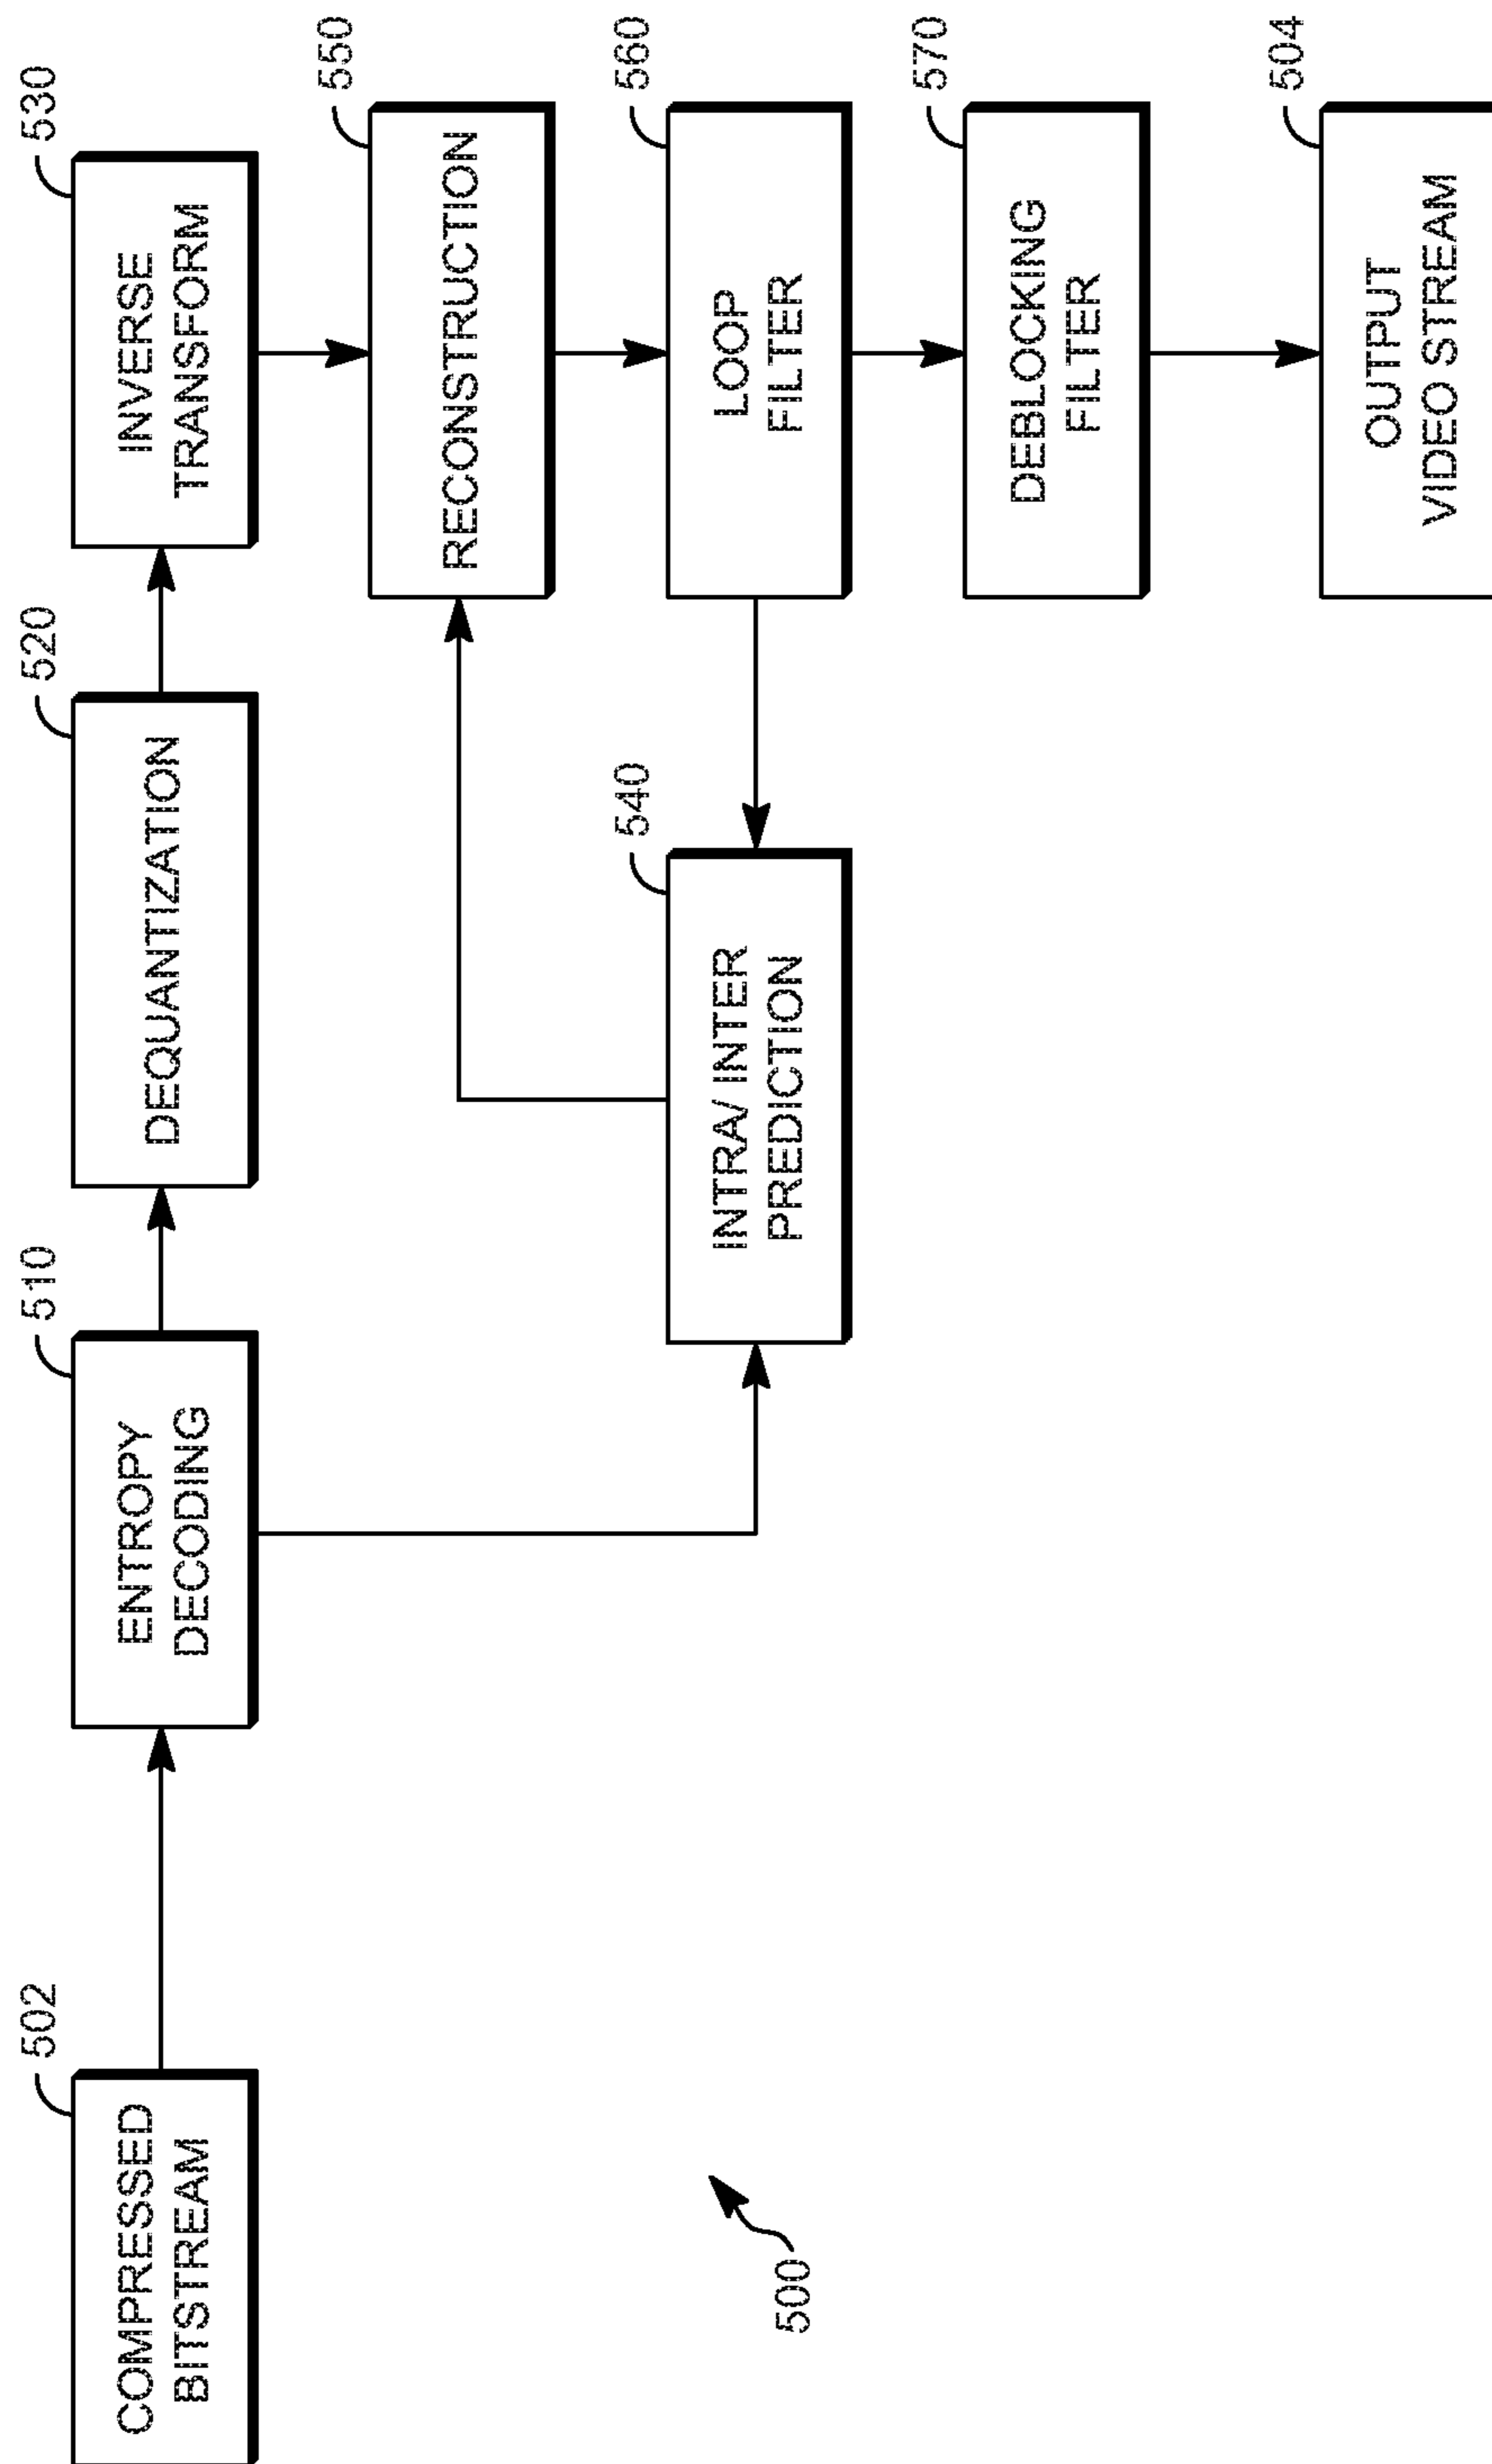 502
COMPRESSED
BITSTREAM
510
ENTROPY
DECODING
520
DEQUANTIZATION
530
INVERSE
TRANSFORM
550
RECONSTRUCTION
540
INTRA/ INTER
PREDICTION
560
LOOP
FILTER
570
DEBLOCKING
FILTER
504
OUTPUT
VIDEO STREAM
500